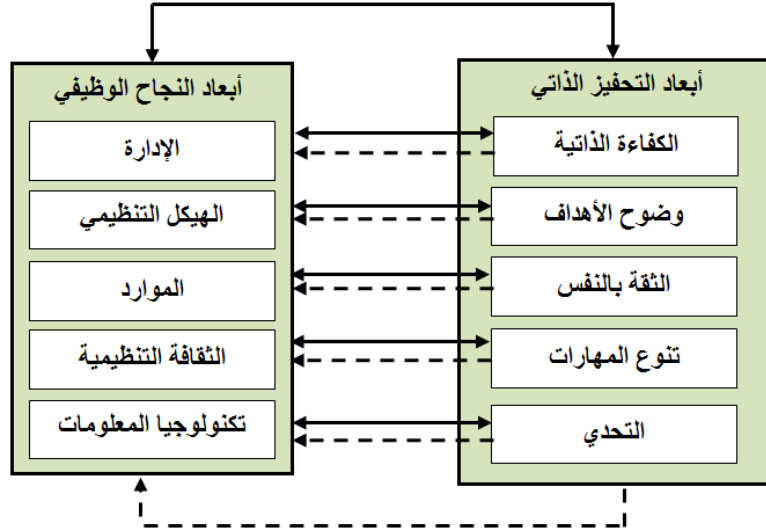 أبعاد التحفيز الذاتي
الكفاءة الذاتية
وضوح الأهداف
الثقة بالنفس
تنوع المهارات
التحدي
أبعاد النجاح الوظيفي
الإدارة
الهيكل التنظيمي
الموارد
الثقافة التنظيمية
تكنولوجيا المعلومات